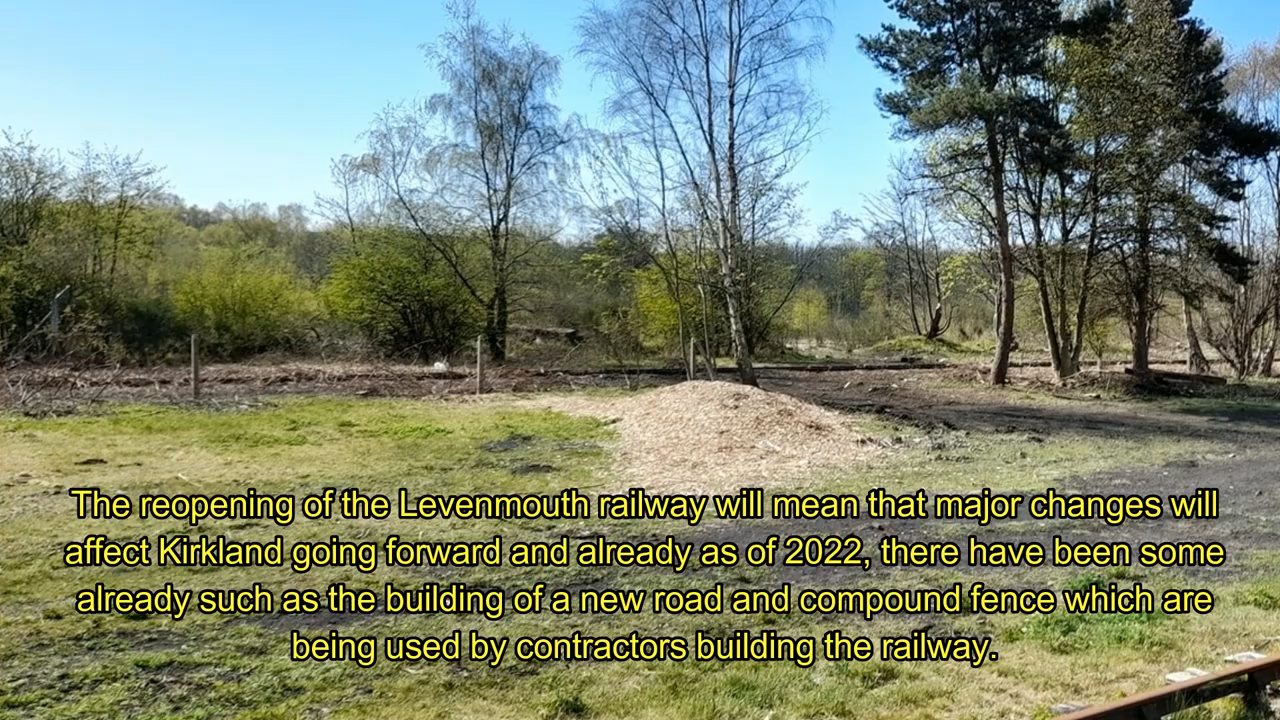 The reopening of the Levenmouth railway will mean that major changes will
affect Kirkland going forward and already as of 2022, there have been some
already such as the building of a new road and compound fence which are
being used by contractors building the railway.